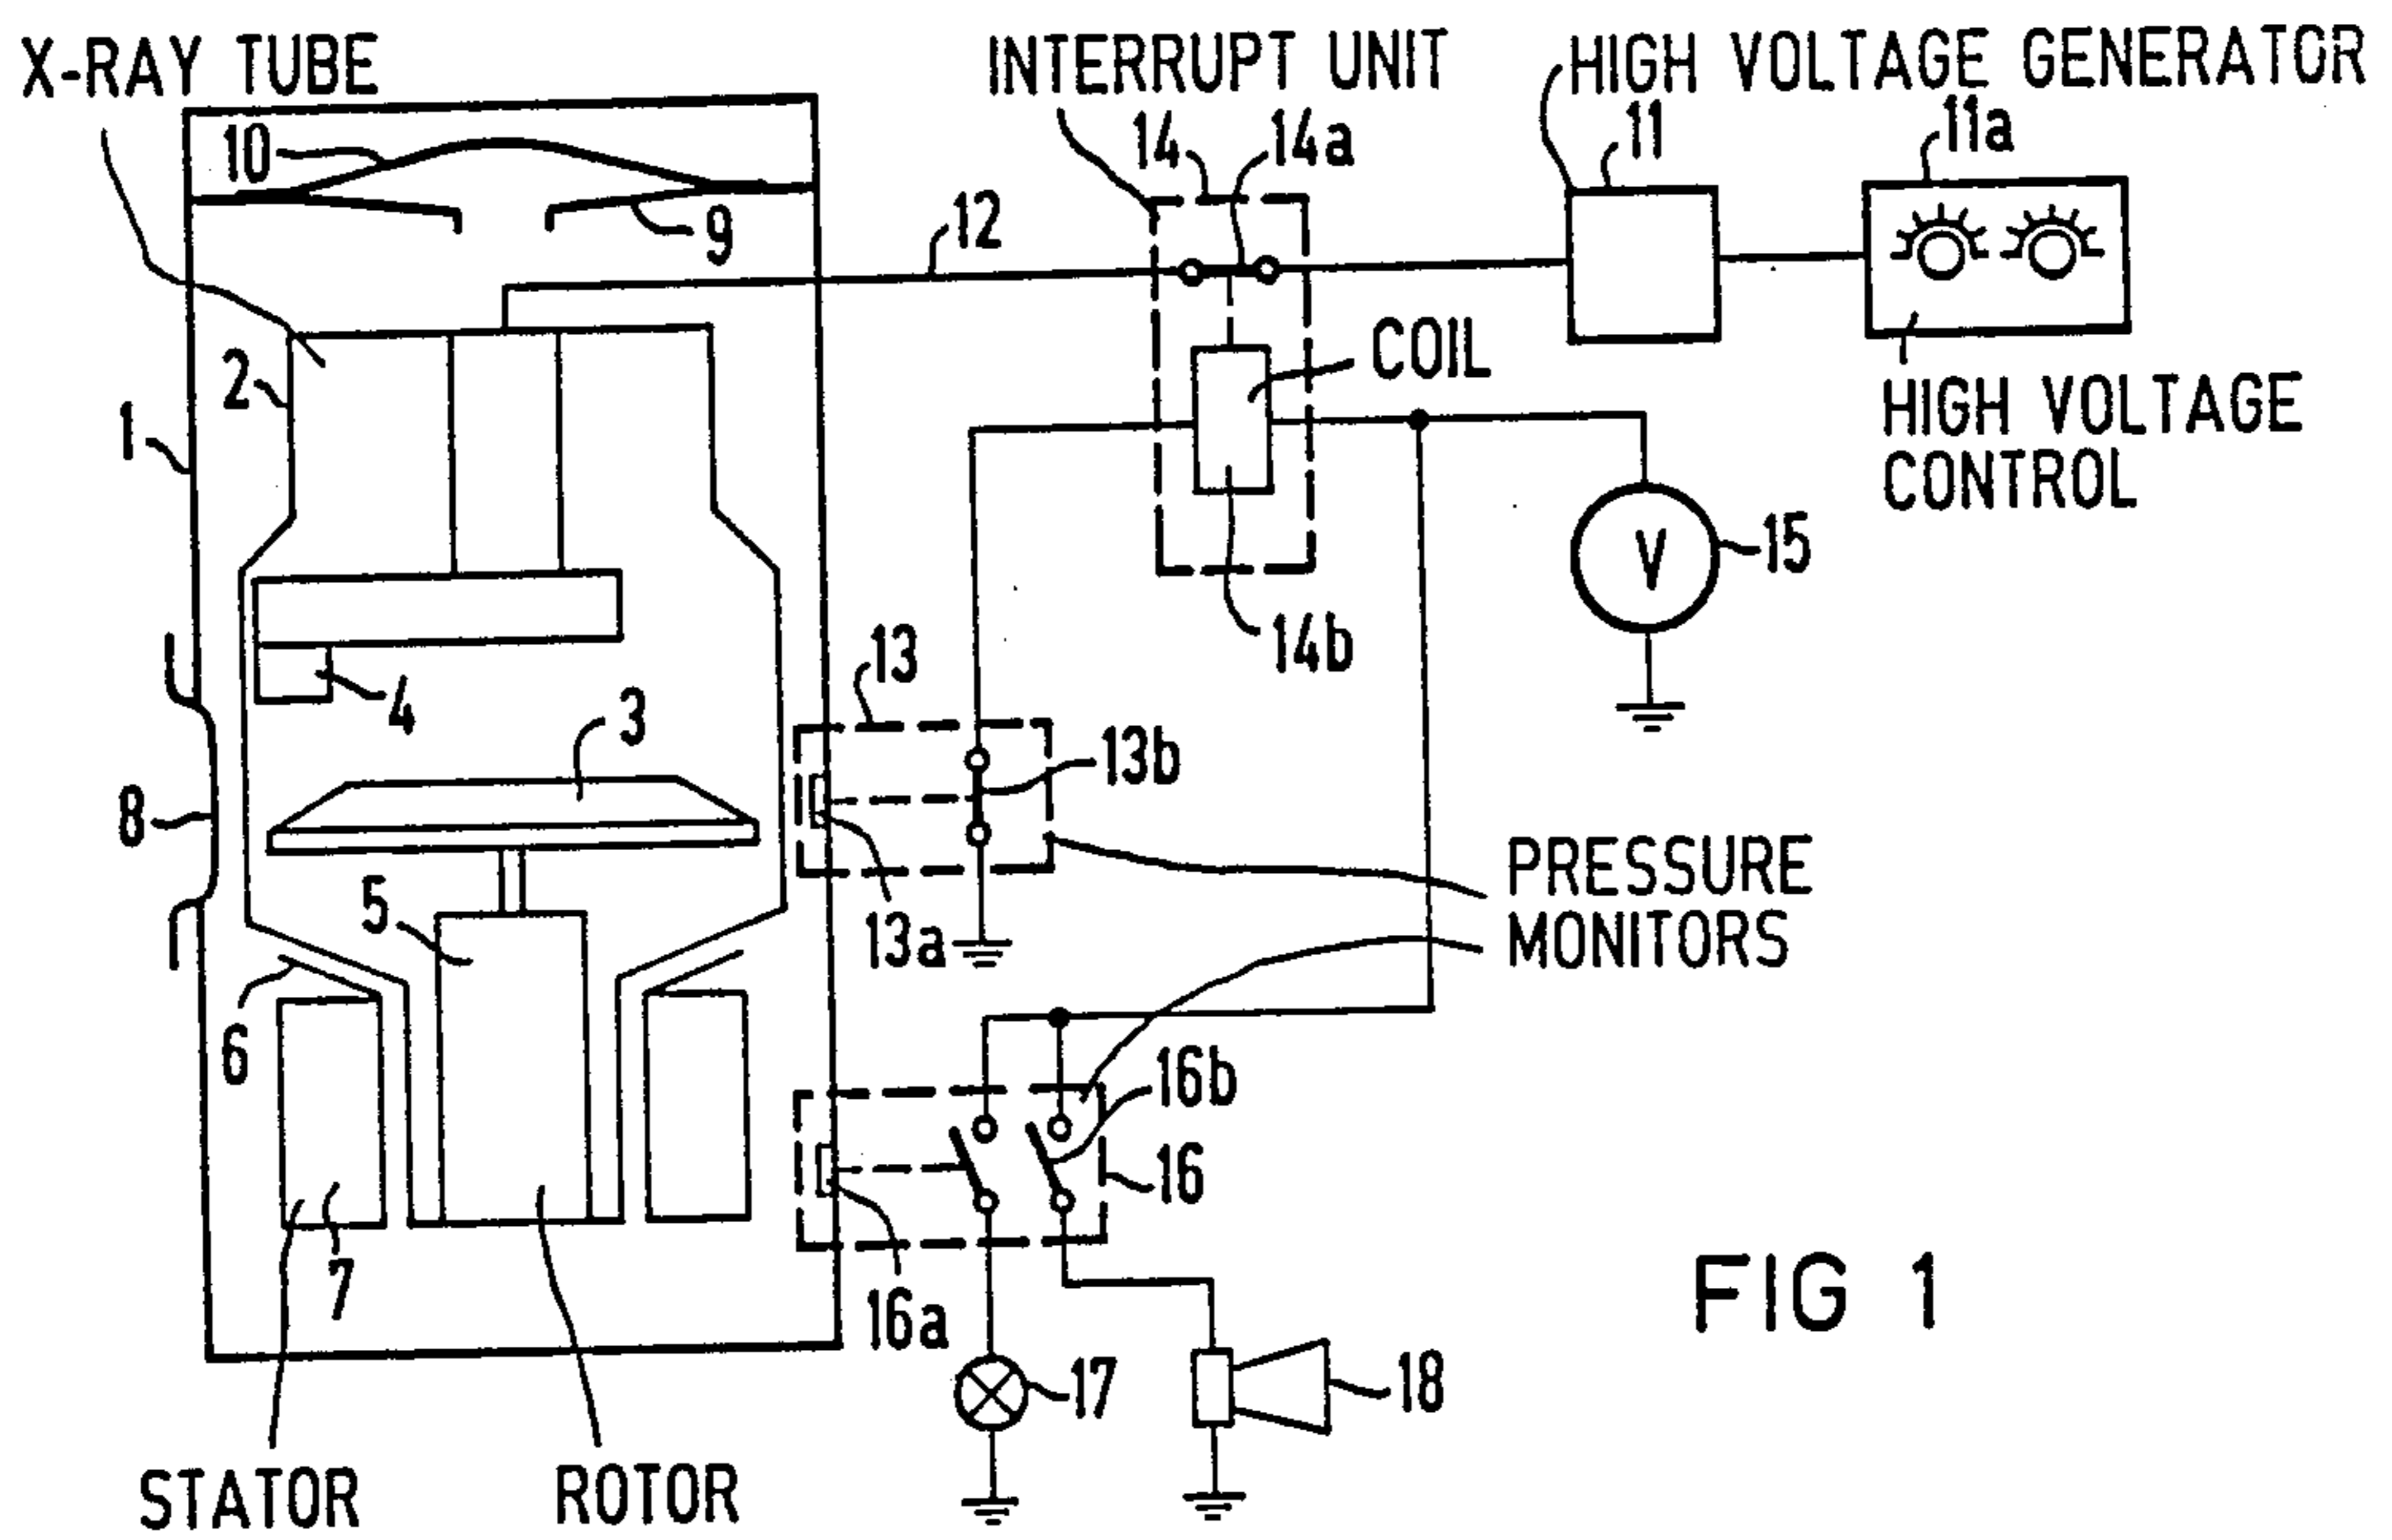 X-RAY TUBE
INTERRUPT UNIT
HIGH VOLTAGE GENERATOR
10
14
14a
11
11a
9
12
2
COIL
1
HIGH VOLTAGE
CONTROL
V
15
14b
13
4
3
13b
8
PRESSURE
MONITORS
5
13a
6
16b
16
7
16a
17
18
FIG 1
STATOR
ROTOR